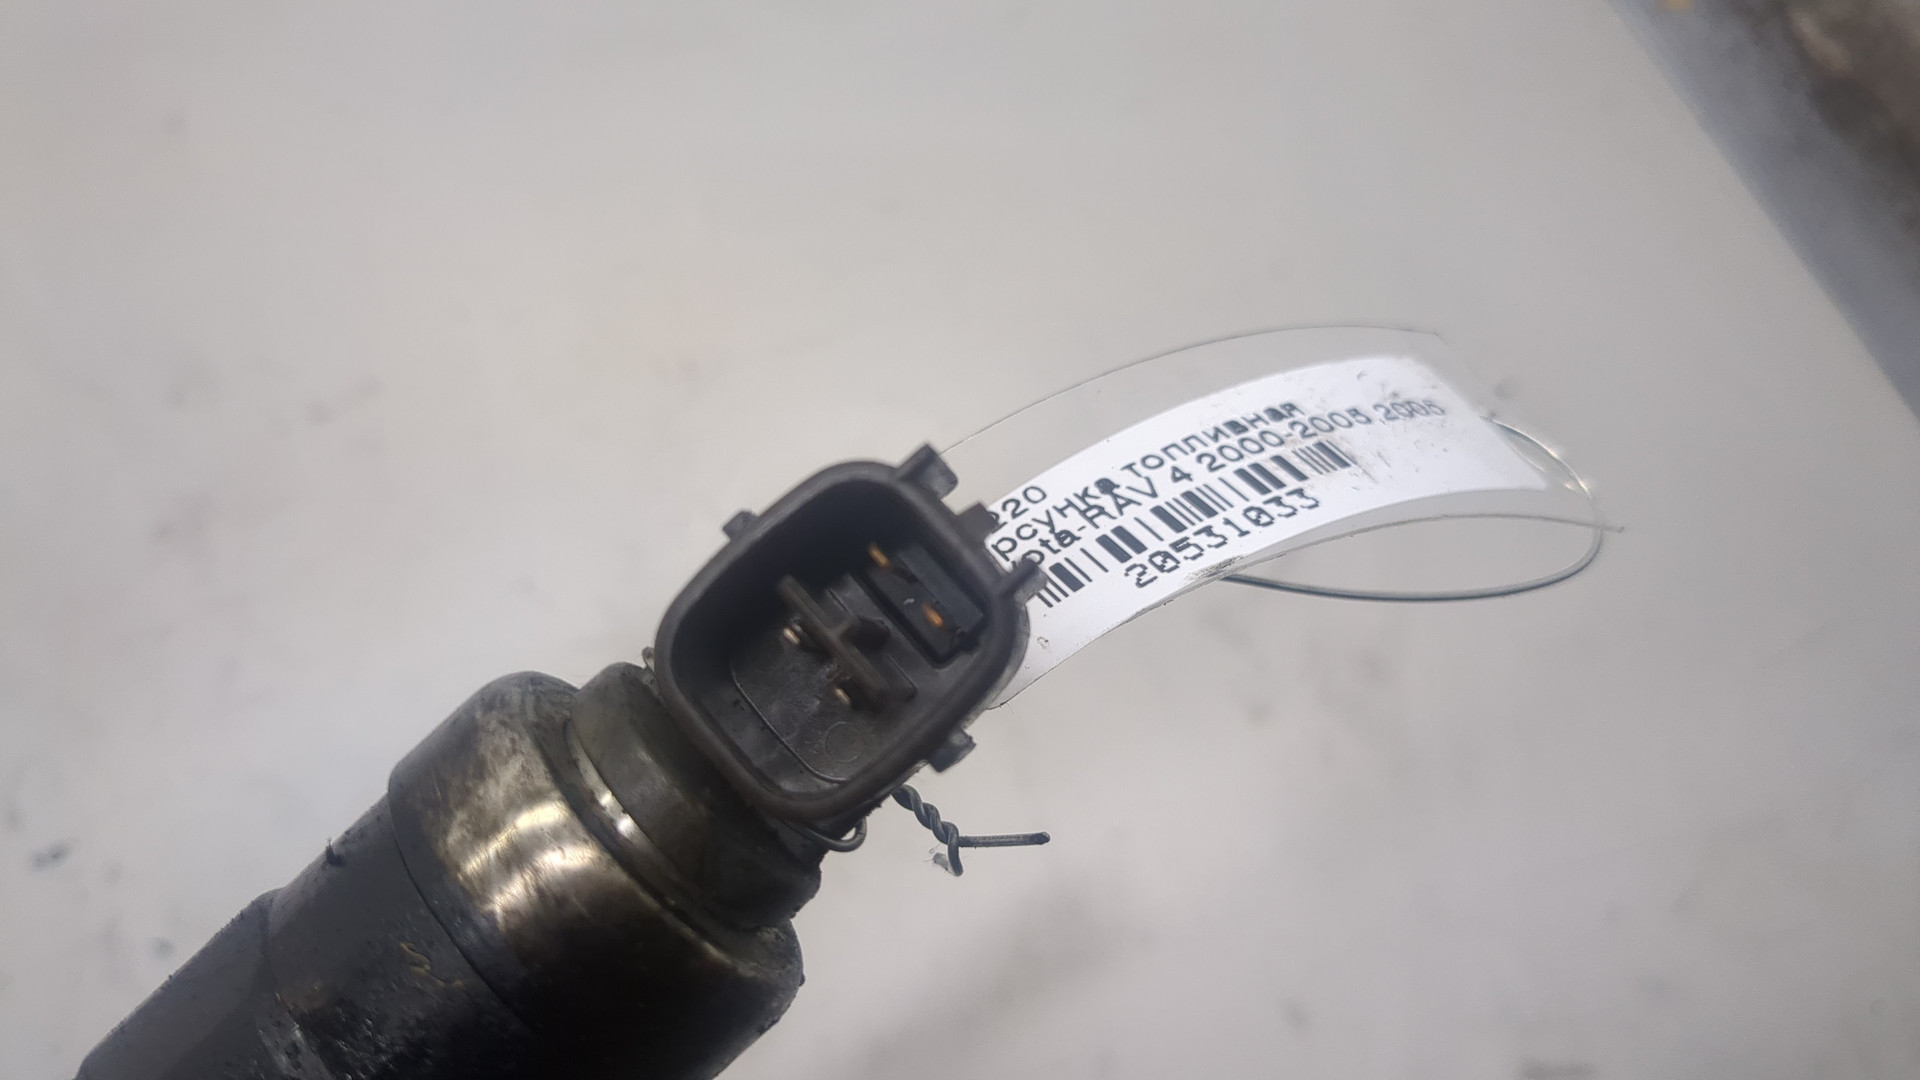 220
рсунка топливная
ota-RAV 4 2000-2005,2005
20531033